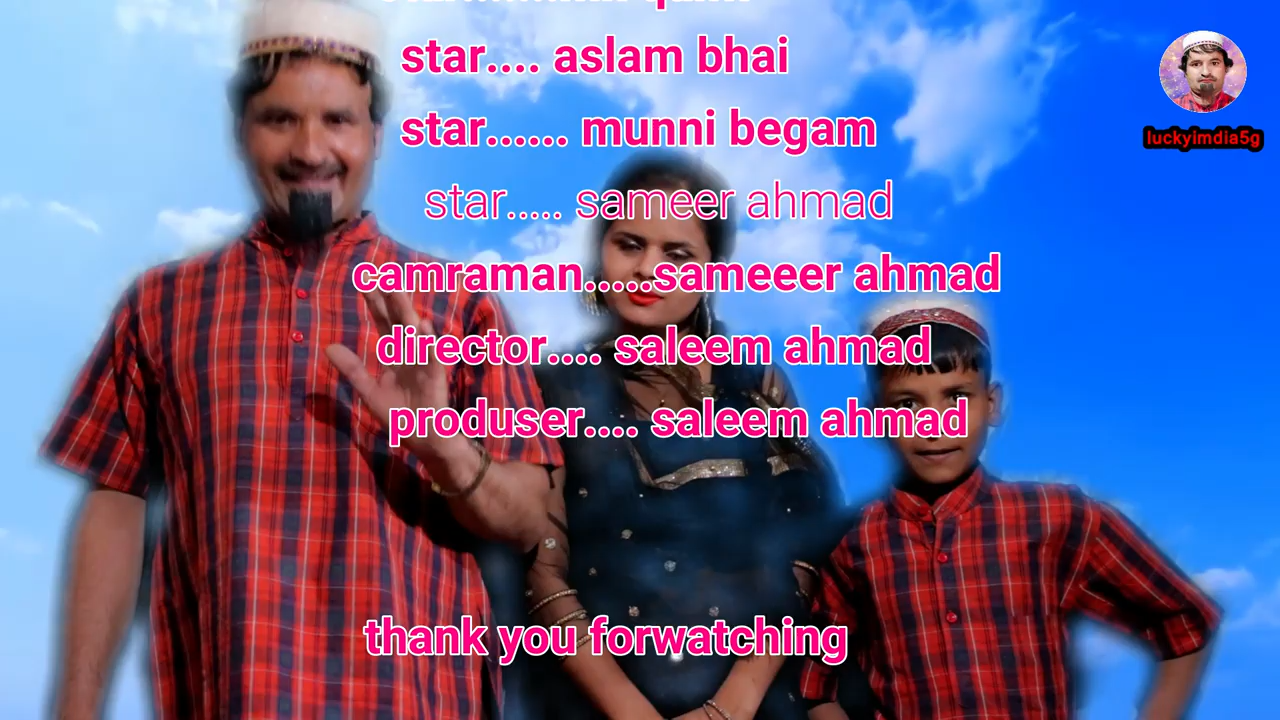 star.... aslam bhai
star...... munni begam
star..... sameer ahmad
camraman.....sameeer ahmad
director.... saleem ahmad
produser.... saleem ahmad
thank you forwatching
luckyimdia5g